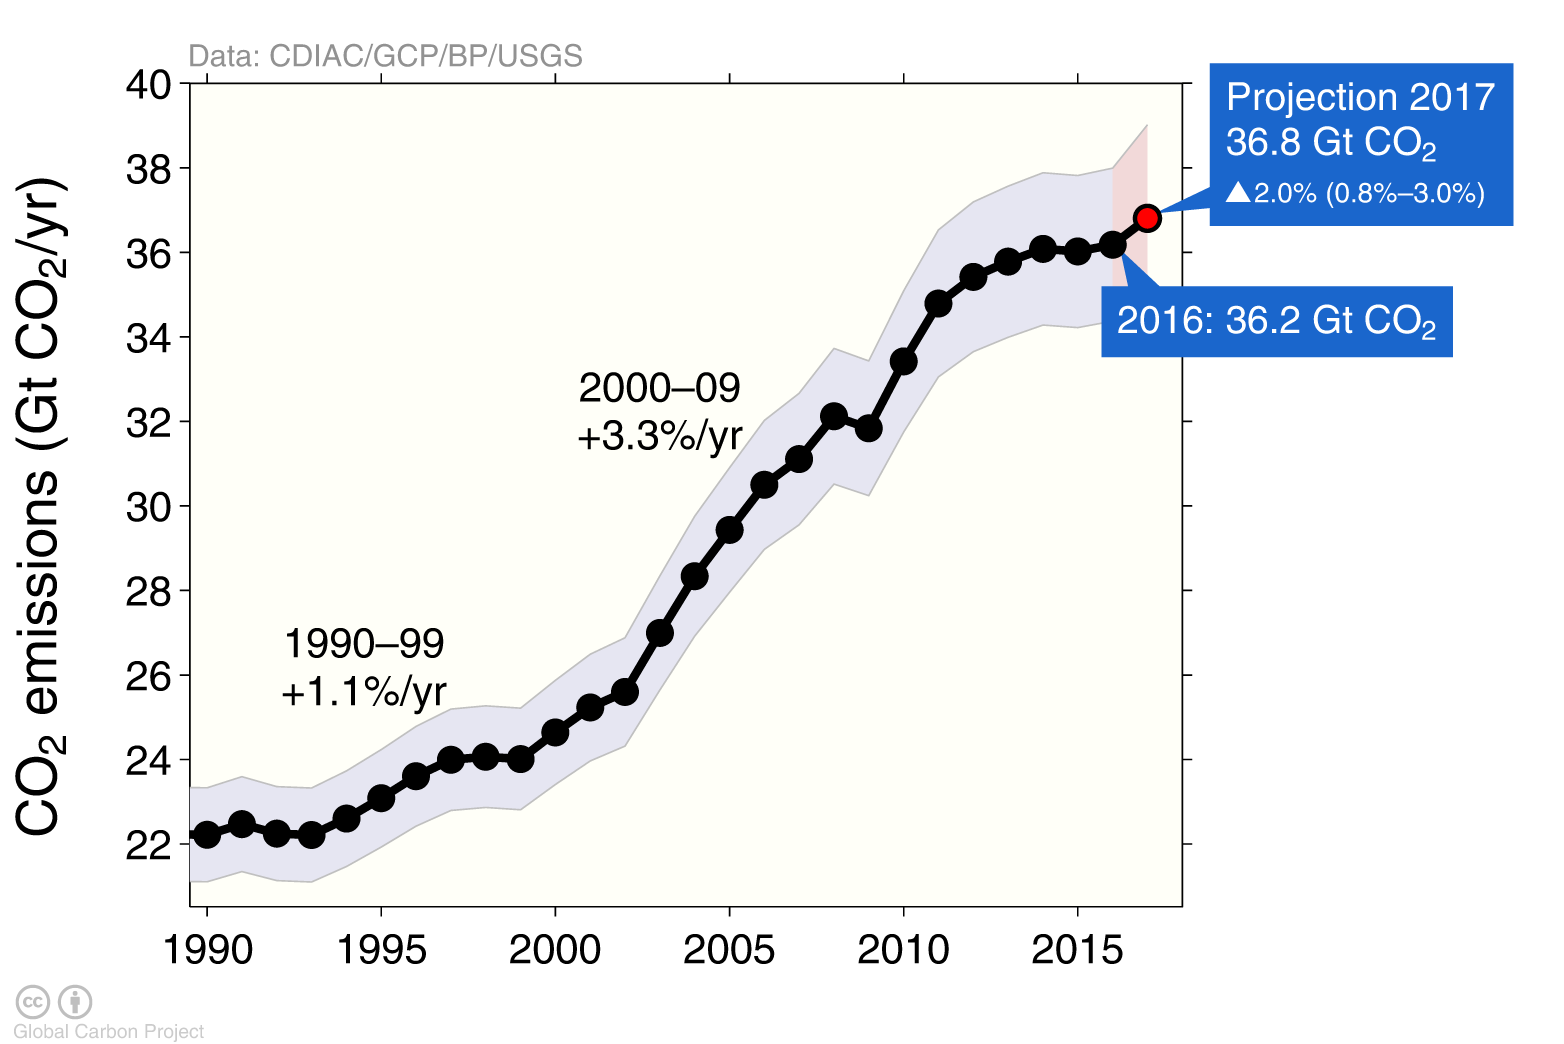 Data: CDIAC/GCP/BP/USGS
Projection 2017
36.8 Gt CO₂
▲2.0% (0.8%–3.0%)
2016: 36.2 Gt CO₂
CO₂ emissions (Gt CO₂/yr)
40
38
36
34
32
30
28
26
24
22
2000–09
+3.3%/yr
1990–99
+1.1%/yr
1990 1995 2000 2005 2010 2015
cc
Global Carbon Project